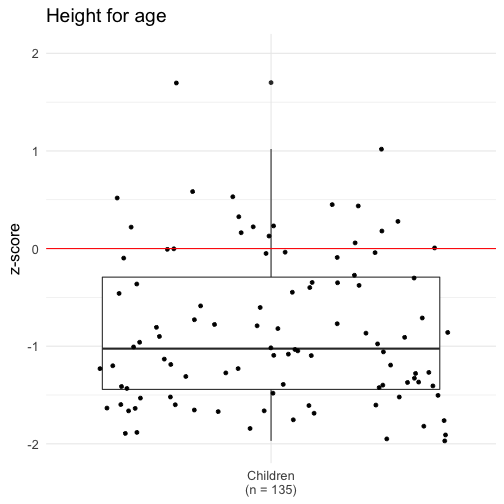 Height for age
z-score
2
1
0
-1
-2
Children
(n = 135)